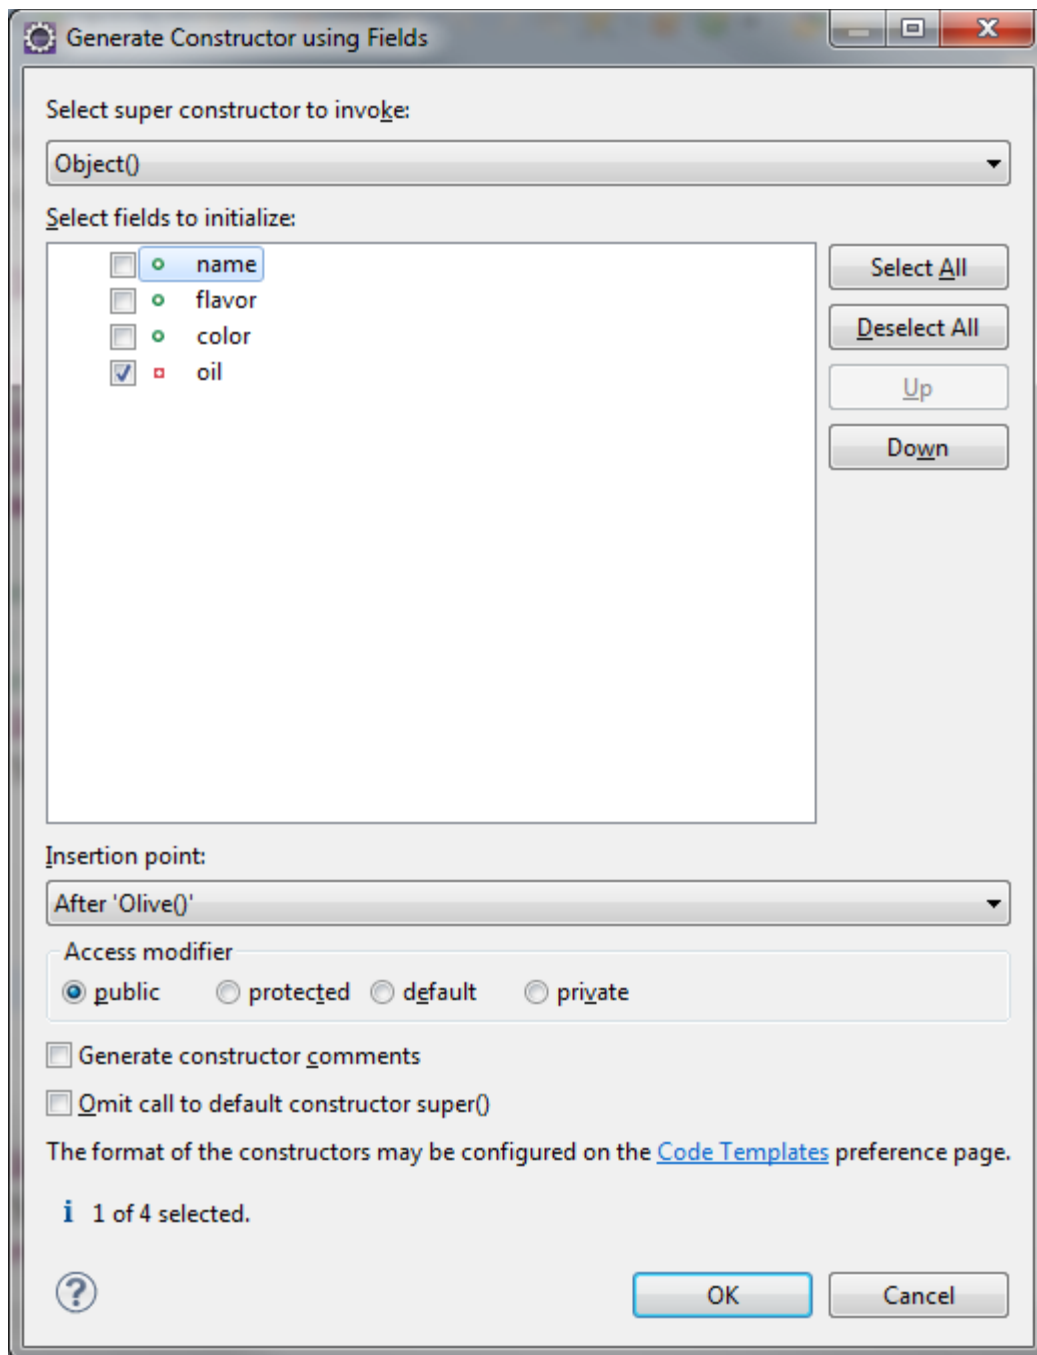 Generate Constructor using Fields
Select super constructor to invoke:
Object()
Select fields to initialize:
name
flavor
color
oil
Select All
Deselect All
Up
Down
Insertion point:
After 'Olive()'
Access modifier
public protected default private
Generate constructor comments
Omit call to default constructor super()
The format of the constructors may be configured on the Code Templates preference page.
i 1 of 4 selected.
? OK Cancel